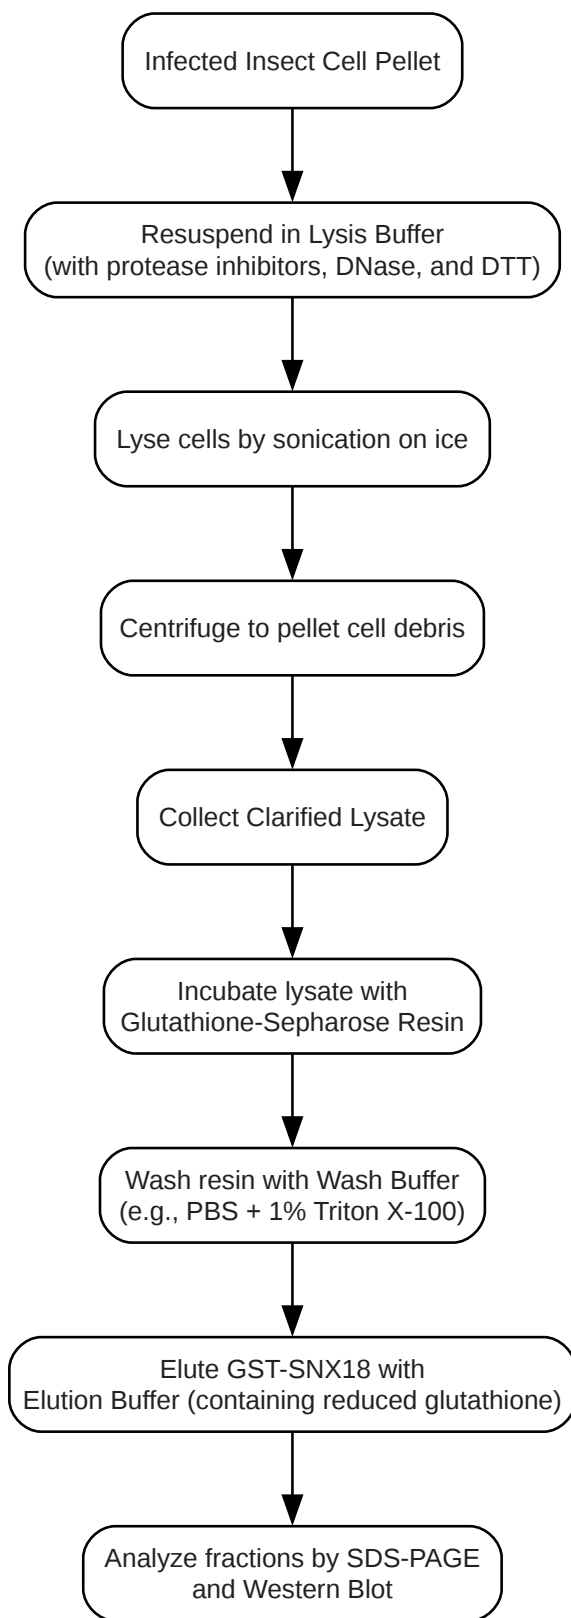 Infected Insect Cell Pellet
Resuspend in Lysis Buffer
(with protease inhibitors, DNase, and DTT)
Lyse cells by sonication on ice
Centrifuge to pellet cell debris
Collect Clarified Lysate
Incubate lysate with
Glutathione-Sepharose Resin
Wash resin with Wash Buffer
(e.g., PBS + 1% Triton X-100)
Elute GST-SNX18 with
Elution Buffer (containing reduced glutathione)
Analyze fractions by SDS-PAGE
and Western Blot